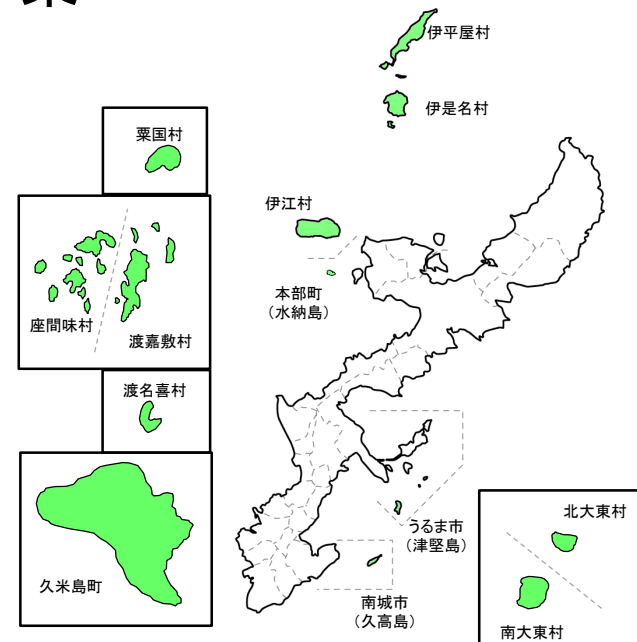 伊平屋村
伊是名村
粟国村
伊江村
本部町
（水納島）
座間味村
渡嘉敷村
渡名喜村
久米島町
うるま市
（津堅島）
南城市
（久高島）
北大東村
南大東村